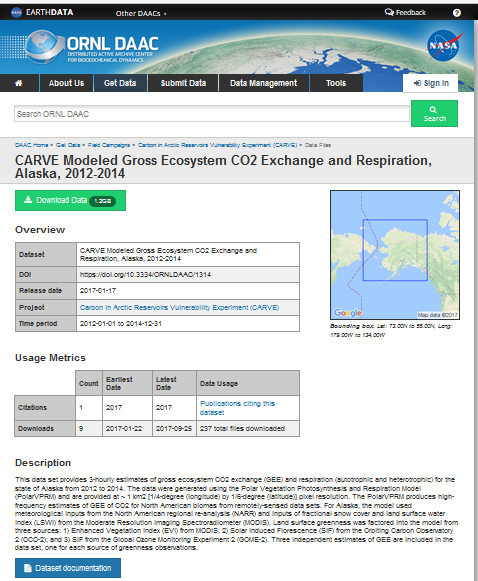 EARTHDATA
Other DAACs
Feedback
?
ORNL DAAC
DISTRIBUTED ACTIVE ARCHIVE CENTER
FOR BIOGEOCHEMICAL DYNAMICS
NASA
About Us
Get Data
Submit Data
Data Management
Tools
Sign In
Search ORNL DAAC
Search
DAAC Home > Get Data > Field Campaigns > Carbon in Arctic Reservoirs Vulnerability Experiment (CARVE) > Data Files
CARVE Modeled Gross Ecosystem CO2 Exchange and Respiration,
Alaska, 2012-2014
Download Data 1.2GB
Overview
Dataset CARVE Modeled Gross Ecosystem CO2 Exchange and
Respiration, Alaska, 2012-2014
DOI https://doi.org/10.3334/ORNLDAAC/1314
Release date 2017-01-17
Project Carbon in Arctic Reservoirs Vulnerability Experiment (CARVE)
Time period 2012-01-01 to 2014-12-31
Google
Map data ©2017
Bounding box: Lat: 73.00N to 55.00N, Long:
179.00W to 134.00W
Usage Metrics
Count Earliest Date Latest Date Data Usage
Citations 1 2017 2017 Publications citing this
dataset
Downloads 9 2017-01-22 2017-09-25 237 total files downloaded
Description
This data set provides 3-hourly estimates of gross ecosystem CO2 exchange (GEE) and respiration (autotrophic and heterotrophic) for the
state of Alaska from 2012 to 2014. The data were generated using the Polar Vegetation Photosynthesis and Respiration Model
(PolarVPRM) and are provided at ~ 1 km2 [1/4-degree (longitude) by 1/6-degree (latitude)] pixel resolution. The PolarVPRM produces high-
frequency estimates of GEE of CO2 for North American biomes from remotely-sensed data sets. For Alaska, the model used
meteorological inputs from the North American regional re-analysis (NARR) and inputs of fractional snow cover and land surface water
index (LSWI) from the Moderate Resolution Imaging Spectroradiometer (MODIS). Land surface greenness was factored into the model from
three sources: 1) Enhanced Vegetation Index (EVI) from MODIS; 2) Solar Induced Florescence (SIF) from the Orbiting Carbon Observatory
2 (OCO-2); and 3) SIF from the Global Ozone Monitoring Experiment 2 (GOME-2). Three independent estimates of GEE are included in the
data set, one for each source of greenness observations.
Dataset documentation